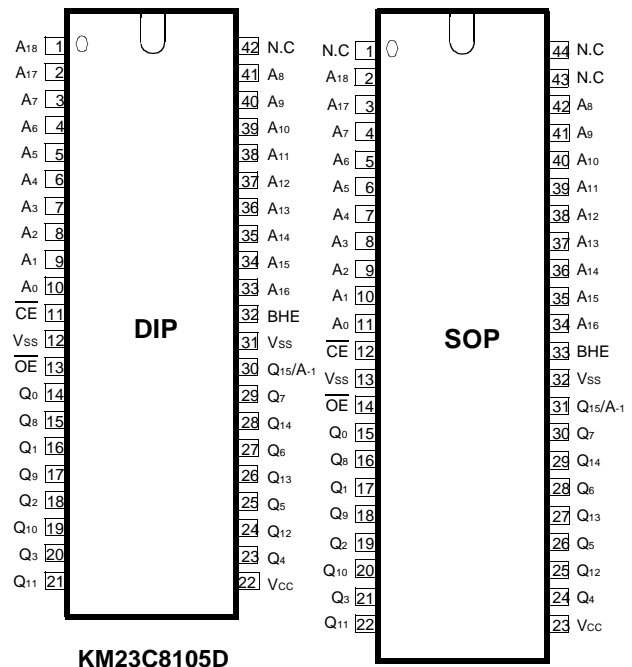 A18 1 42 N.C
A17 2 41 A8
A7 3 40 A9
A6 4 39 A10
A5 5 38 A11
A4 6 37 A12
A3 7 36 A13
A2 8 35 A14
A1 9 34 A15
A0 10 33 A16
CE 11 32 BHE
VSS 12 31 VSS
OE 13 30 Q15/A-1
Q0 14 29 Q7
Q8 15 28 Q14
Q1 16 27 Q6
Q9 17 26 Q13
Q2 18 25 Q5
Q10 19 24 Q12
Q3 20 23 Q4
Q11 21 22 VCC
DIP
KM23C8105D
N.C 1 44 N.C
A18 2 43 N.C
A17 3 42 A8
A7 4 41 A9
A6 5 40 A10
A5 6 39 A11
A4 7 38 A12
A3 8 37 A13
A2 9 36 A14
A1 10 35 A15
A0 11 34 A16
CE 12 33 BHE
VSS 13 32 VSS
OE 14 31 Q15/A-1
Q0 15 30 Q7
Q8 16 29 Q14
Q1 17 28 Q6
Q9 18 27 Q13
Q2 19 26 Q5
Q10 20 25 Q12
Q3 21 24 Q4
Q11 22 23 VCC
SOP